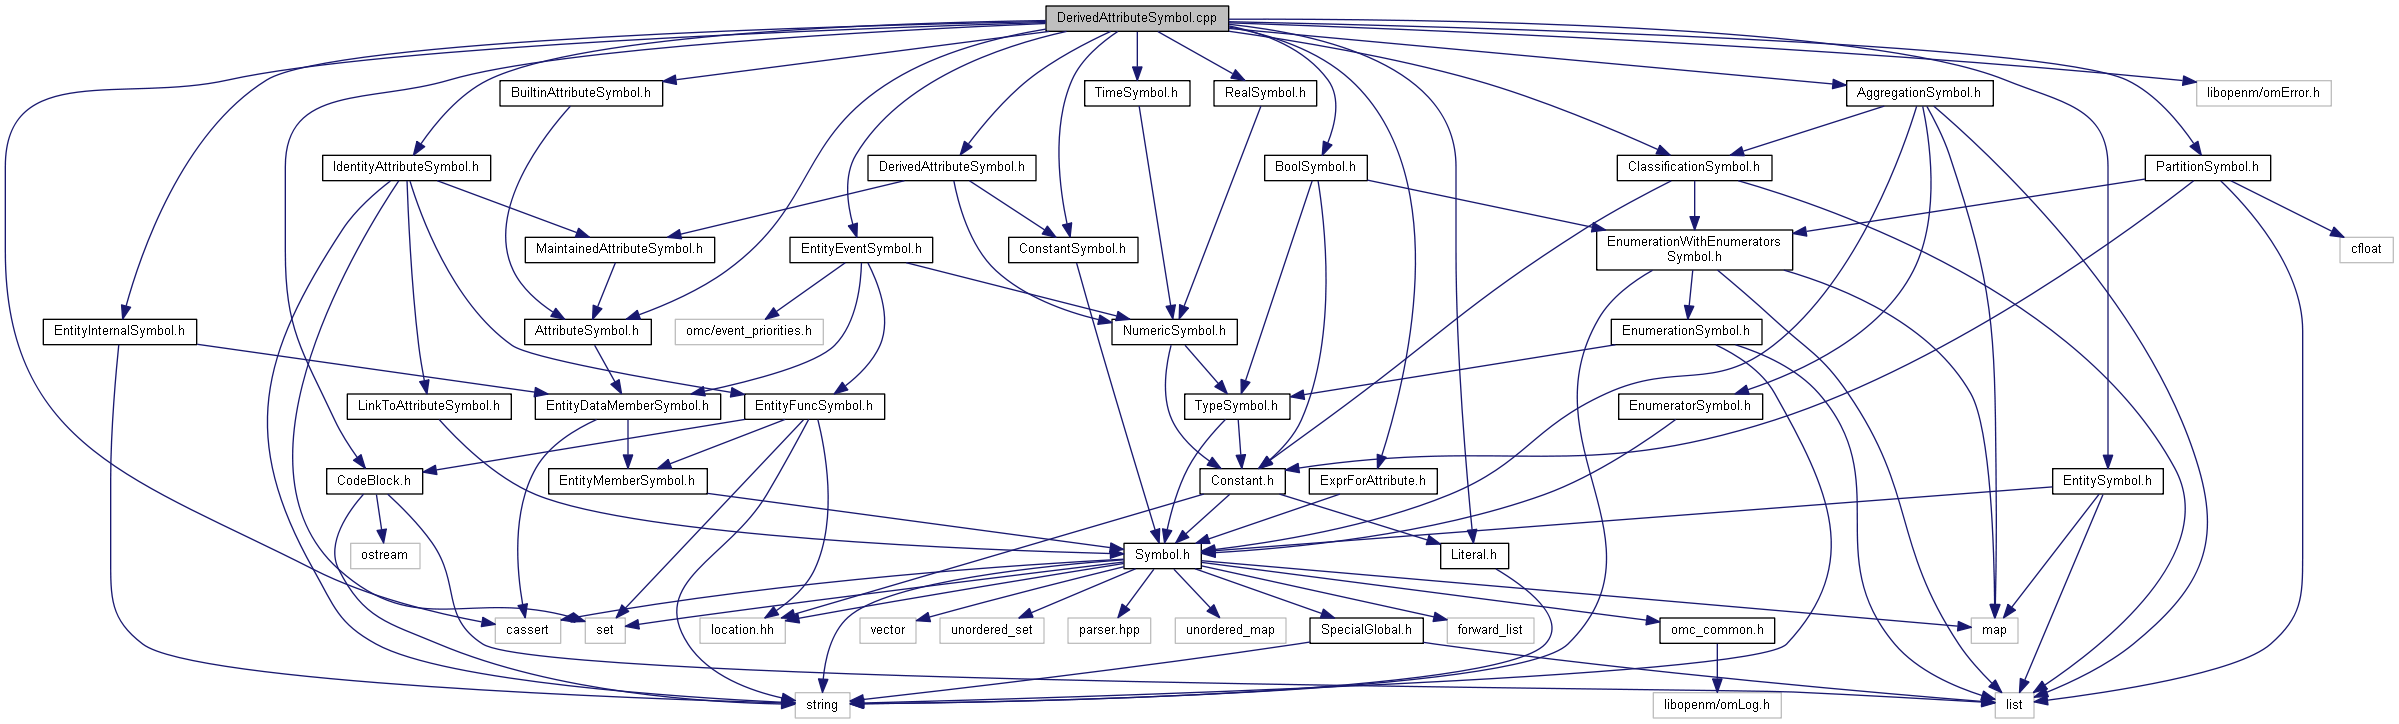 DerivedAttributeSymbol.cpp
BuiltinAttributeSymbol.h
TimeSymbol.h
RealSymbol.h
AggregationSymbol.h
libopenm/omError.h
IdentityAttributeSymbol.h
DerivedAttributeSymbol.h
BoolSymbol.h
ClassificationSymbol.h
PartitionSymbol.h
MaintainedAttributeSymbol.h
EntityEventSymbol.h
ConstantSymbol.h
EnumerationWithEnumerators
Symbol.h
cfloat
EntityInternalSymbol.h
AttributeSymbol.h
omc/event_priorities.h
NumericSymbol.h
EnumerationSymbol.h
LinkToAttributeSymbol.h
EntityDataMemberSymbol.h
EntityFuncSymbol.h
TypeSymbol.h
EnumeratorSymbol.h
CodeBlock.h
EntityMemberSymbol.h
Constant.h
ExprForAttribute.h
EntitySymbol.h
ostream
Symbol.h
Literal.h
cassert
set
location.hh
vector
unordered_set
parser.hpp
unordered_map
SpecialGlobal.h
forward_list
omc_common.h
map
string
libopenm/omLog.h
list